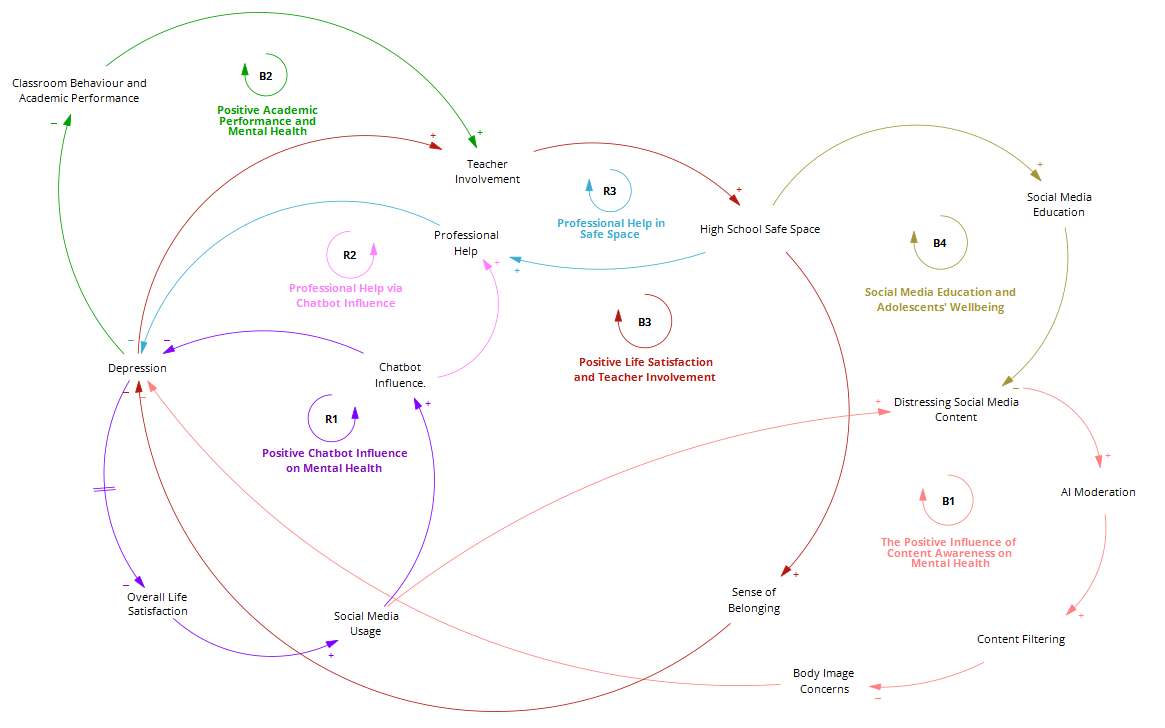 Classroom Behaviour and
Academic Performance
B2
Positive Academic
Performance and
Mental Health
–
+
+
Teacher
Involvement
R3
Professional Help in
Safe Space
+
High School Safe Space
+
Social Media
Education
B4
Social Media Education and
Adolescents' Wellbeing
Professional
Help
+
+
R2
Professional Help via
Chatbot Influence
B3
Positive Life Satisfaction
and Teacher Involvement
–
–
Depression
–
–
Chatbot
Influence.
+
R1
Positive Chatbot Influence
on Mental Health
–
+
Distressing Social Media
Content
+
AI Moderation
B1
The Positive Influence of
Content Awareness on
Mental Health
–
Overall Life
Satisfaction
+
Social Media
Usage
+
Sense of
Belonging
+
Content Filtering
Body Image
Concerns
–